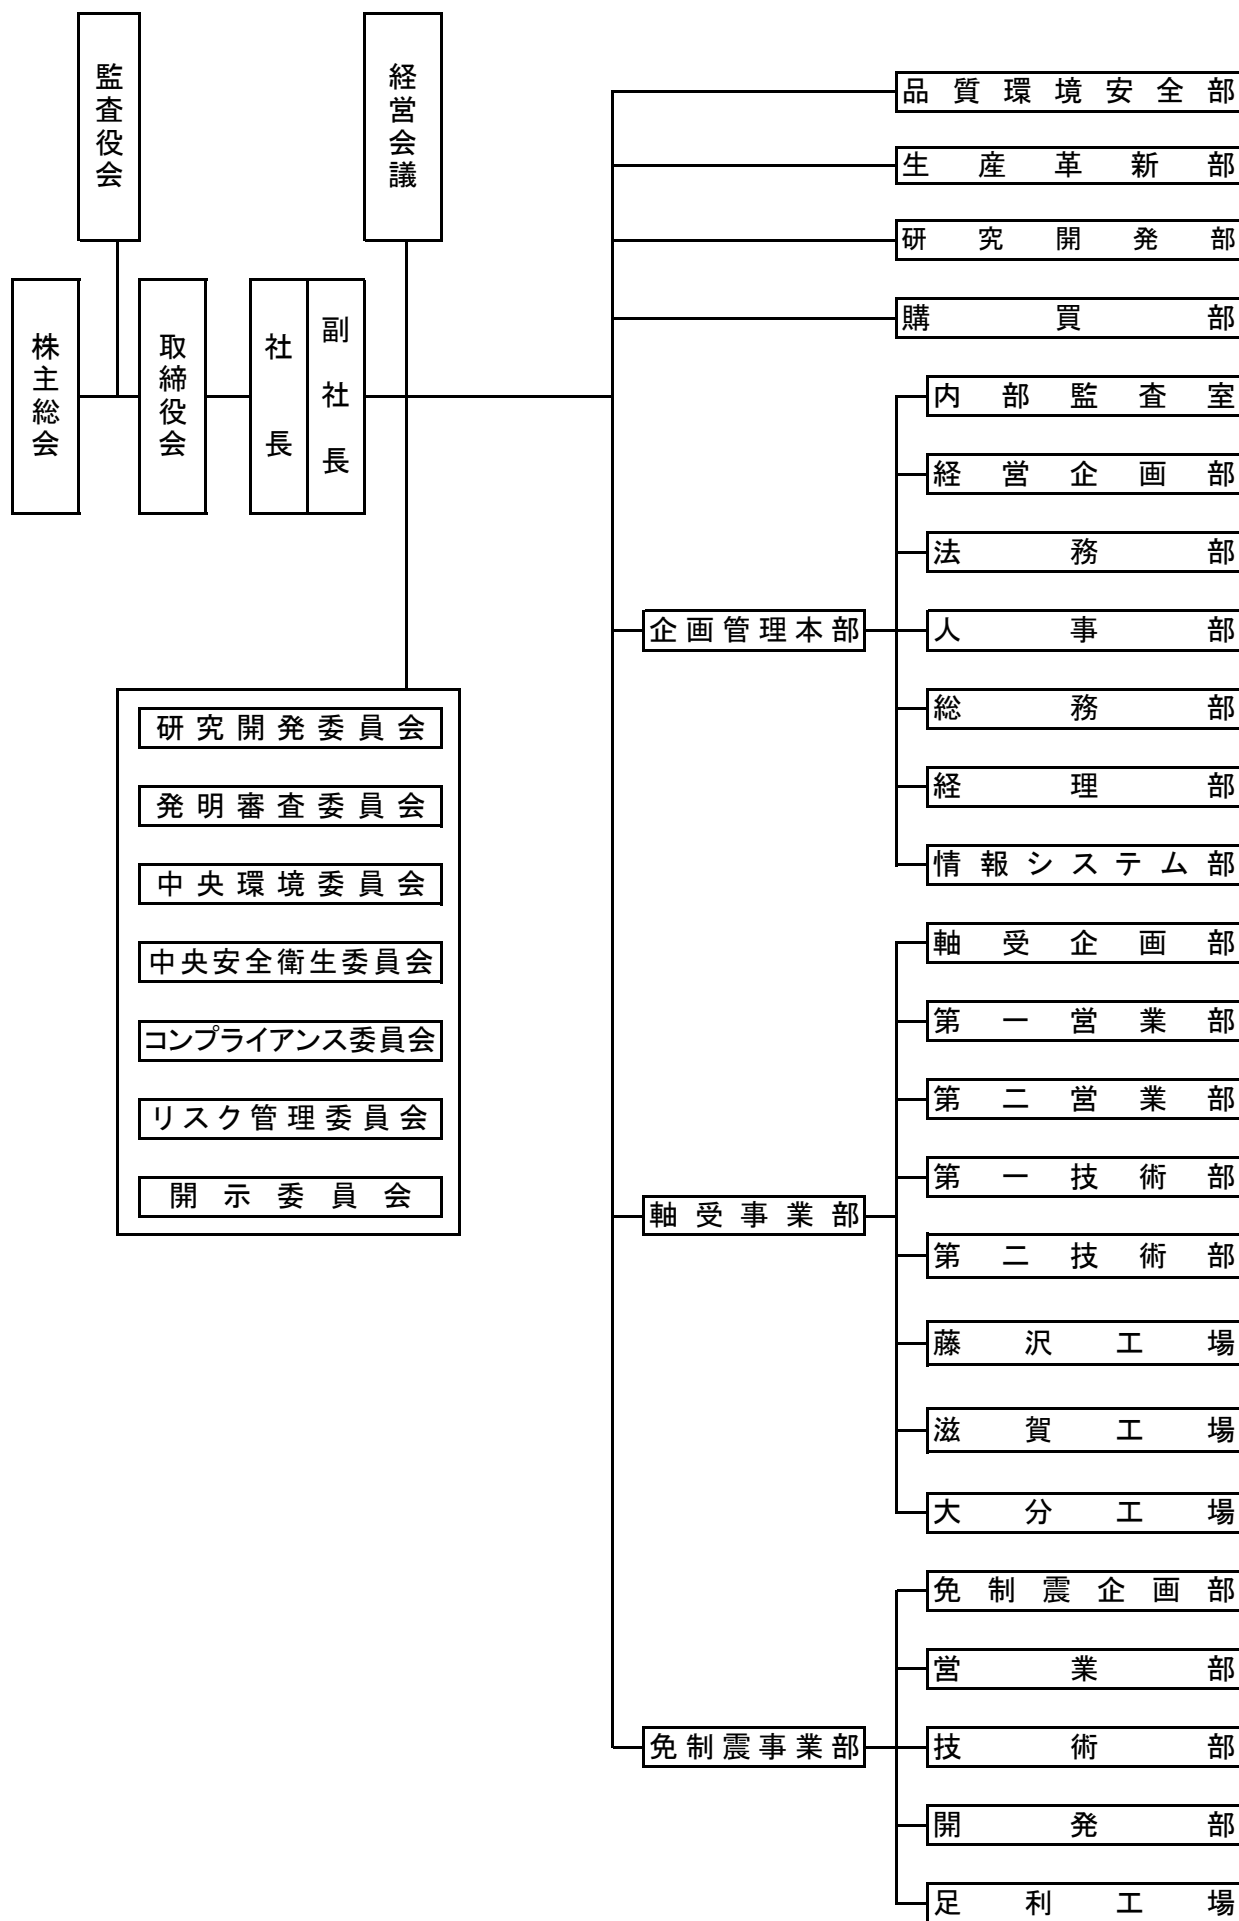 監査役会
経営会議
株主総会
取締役会
社長
副社長
研究開発委員会
発明審査委員会
中央環境委員会
中央安全衛生委員会
コンプライアンス委員会
リスク管理委員会
開示委員会
品質環境安全部
生産革新部
研究開発部
購買部
企画管理本部
内部監査室
経営企画部
法務部
人事部
総務部
経理部
情報システム部
軸受事業部
軸受企画部
第一営業部
第二営業部
第一技術部
第二技術部
藤沢工場
滋賀工場
大分工場
免制震事業部
免制震企画部
営業部
技術部
開発部
足利工場